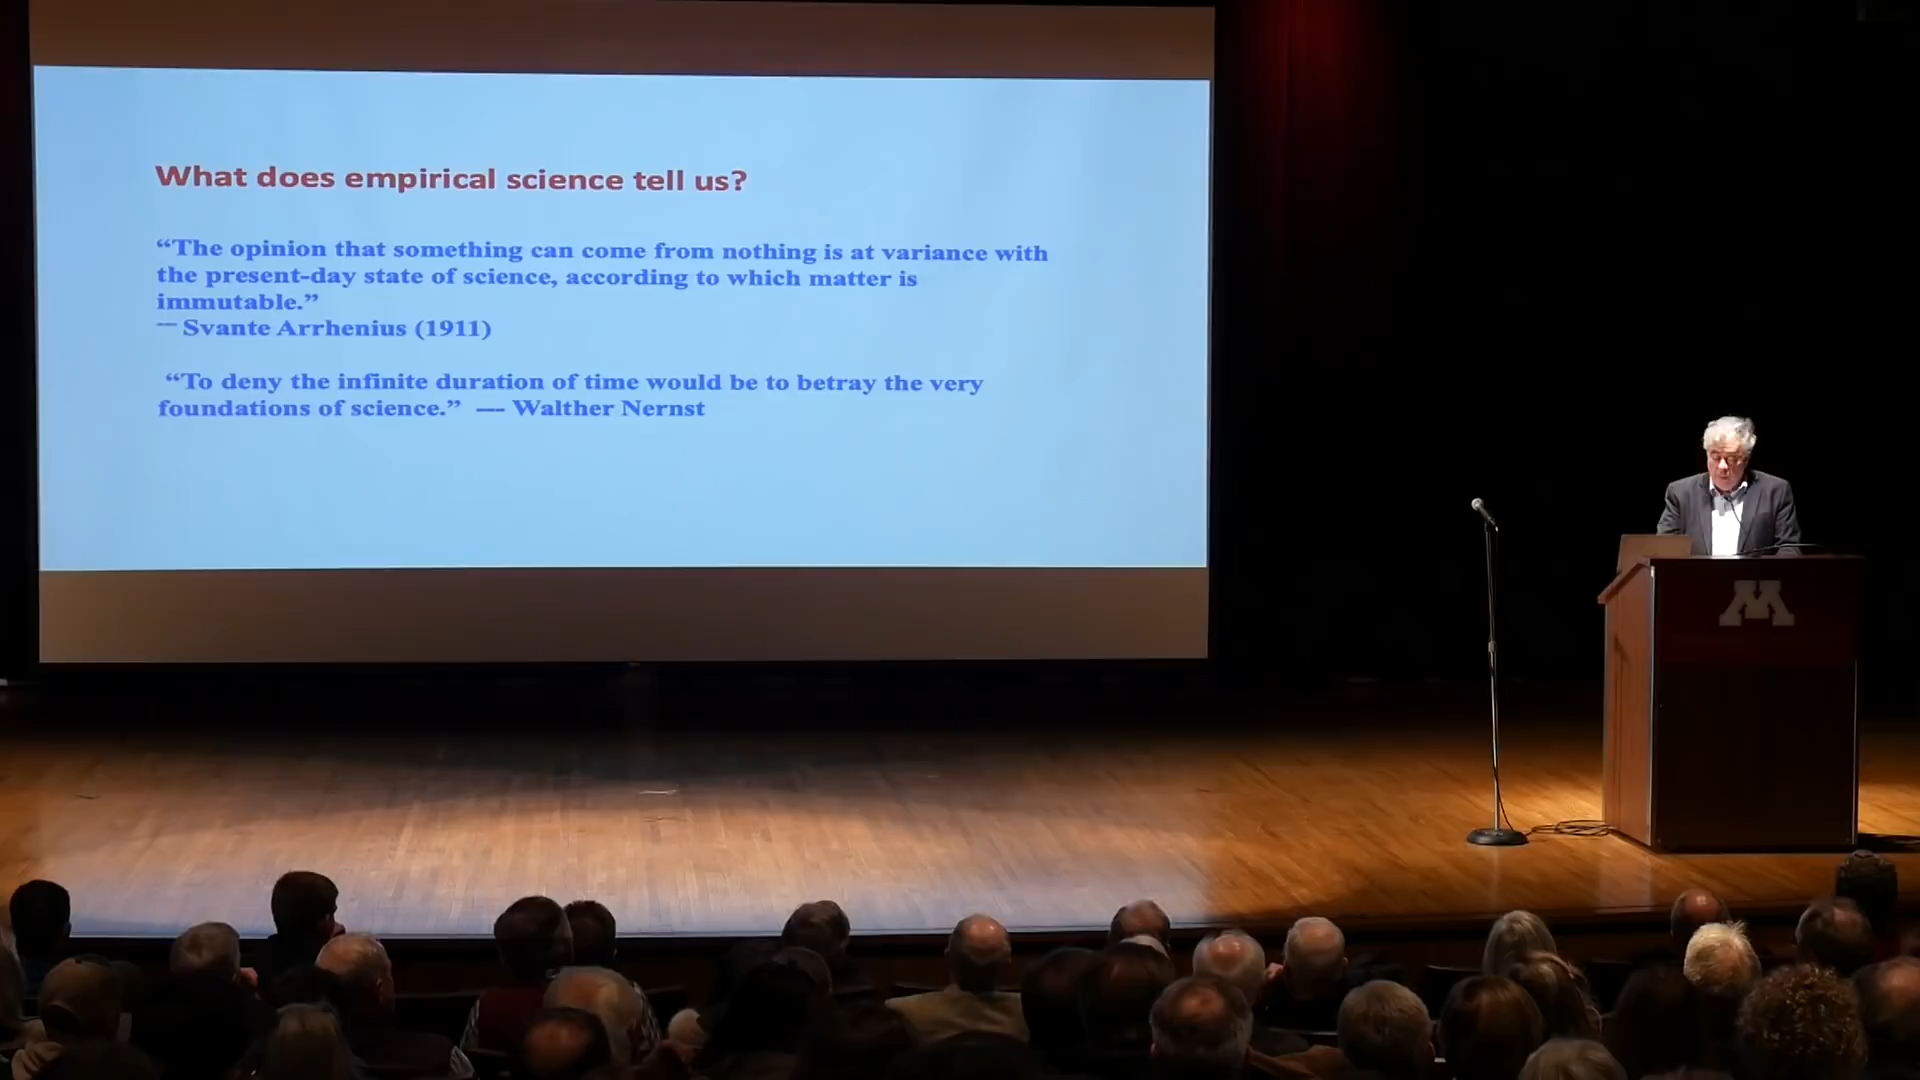 What does empirical science tell us?
“The opinion that something can come from nothing is at variance with
the present-day state of science, according to which matter is
immutable.”
— Svante Arrhenius (1911)
“To deny the infinite duration of time would be to betray the very
foundations of science.” — Walther Nernst
M